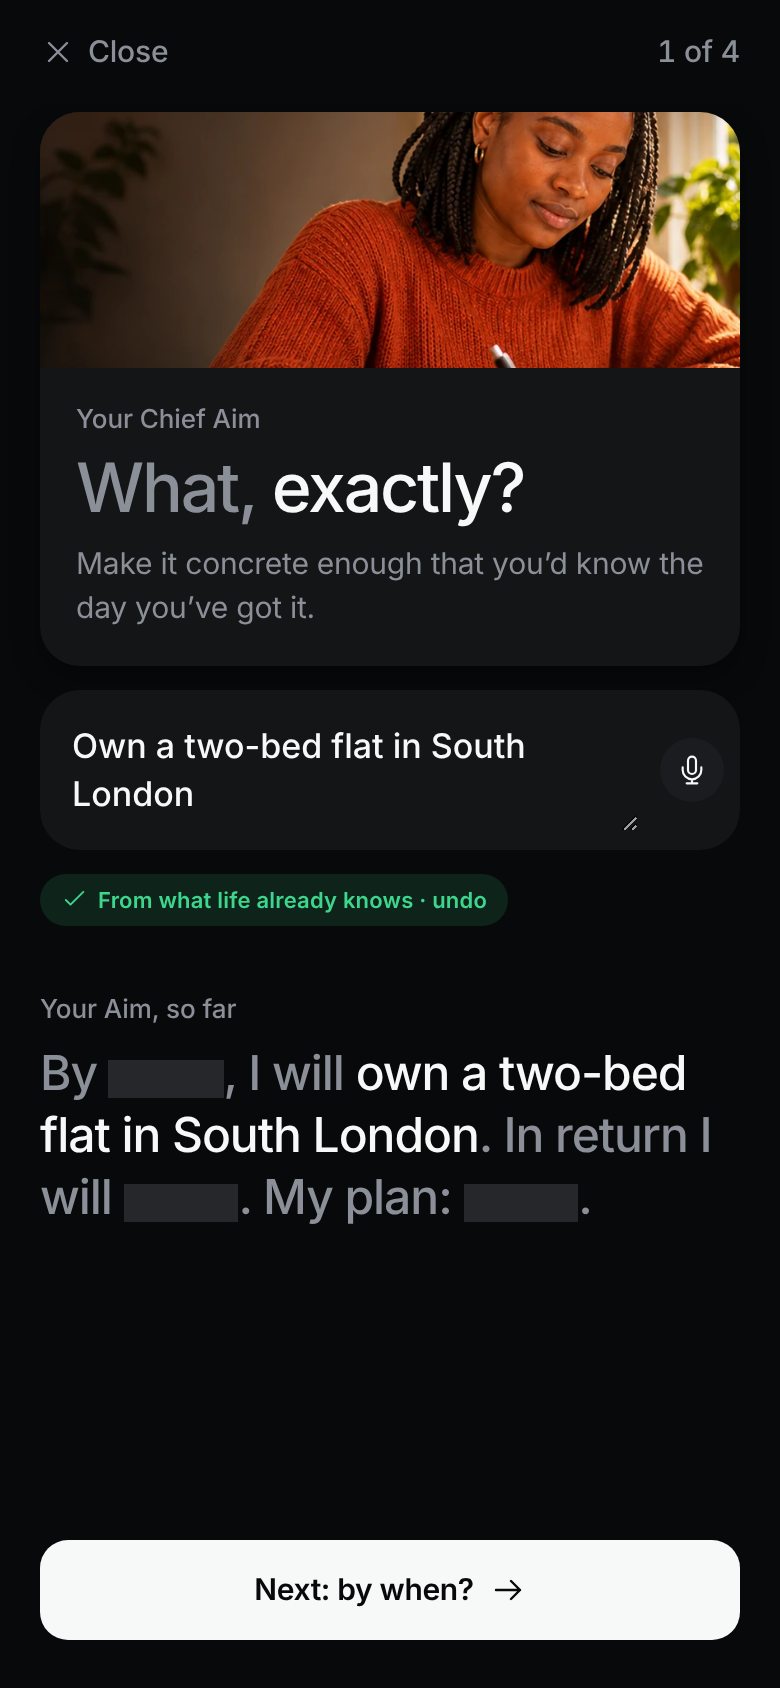 Close
1 of 4
Your Chief Aim
What, exactly?
Make it concrete enough that you’d know the
day you’ve got it.
Own a two-bed flat in South
London
From what life already knows · undo
Your Aim, so far
By , I will own a two-bed
flat in South London. In return I
will . My plan: .
Next: by when?